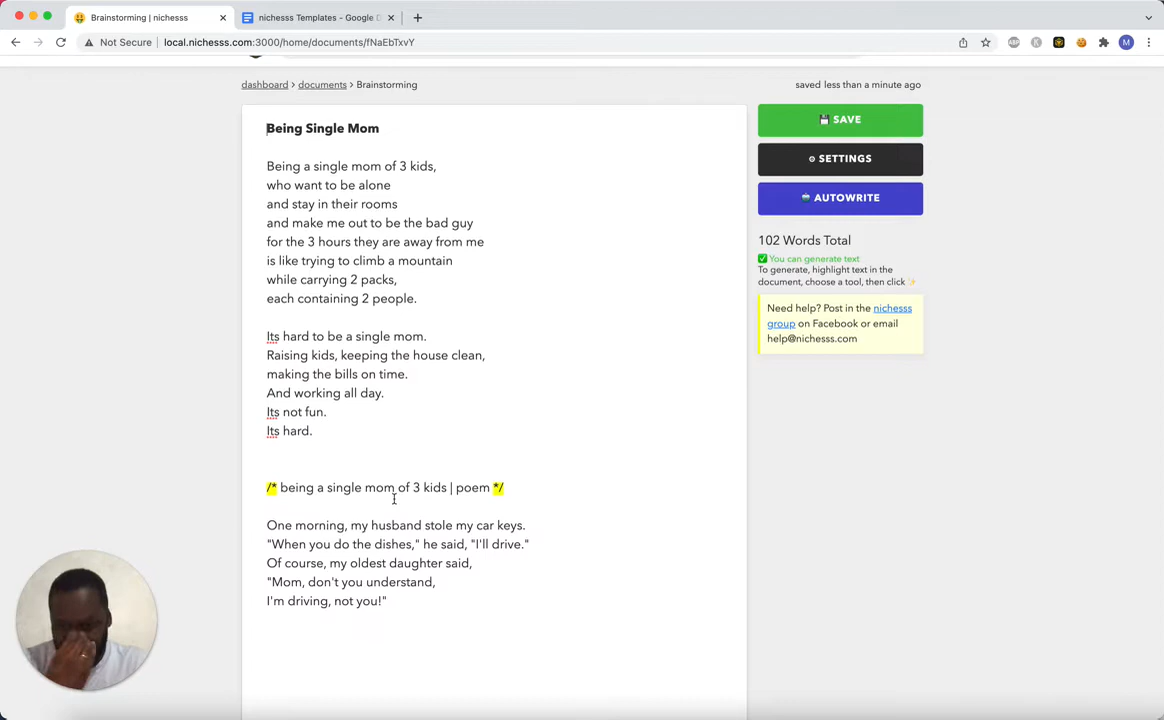 Brainstorming | nichesss
nichesss Templates - Google D
Not Secure | local.nichesss.com:3000/home/documents/fNaEbTxvY
ABP
K
M
dashboard > documents > Brainstorming
saved less than a minute ago
Being Single Mom
Being a single mom of 3 kids,
who want to be alone
and stay in their rooms
and make me out to be the bad guy
for the 3 hours they are away from me
is like trying to climb a mountain
while carrying 2 packs,
each containing 2 people.
Its hard to be a single mom.
Raising kids, keeping the house clean,
making the bills on time.
And working all day.
Its not fun.
Its hard.
/* being a single mom of 3 kids | poem */
One morning, my husband stole my car keys.
"When you do the dishes," he said, "I'll drive."
Of course, my oldest daughter said,
"Mom, don't you understand,
I'm driving, not you!"
SAVE
SETTINGS
AUTOWRITE
102 Words Total
You can generate text
To generate, highlight text in the
document, choose a tool, then click
Need help? Post in the nichesss
group on Facebook or email
help@nichesss.com